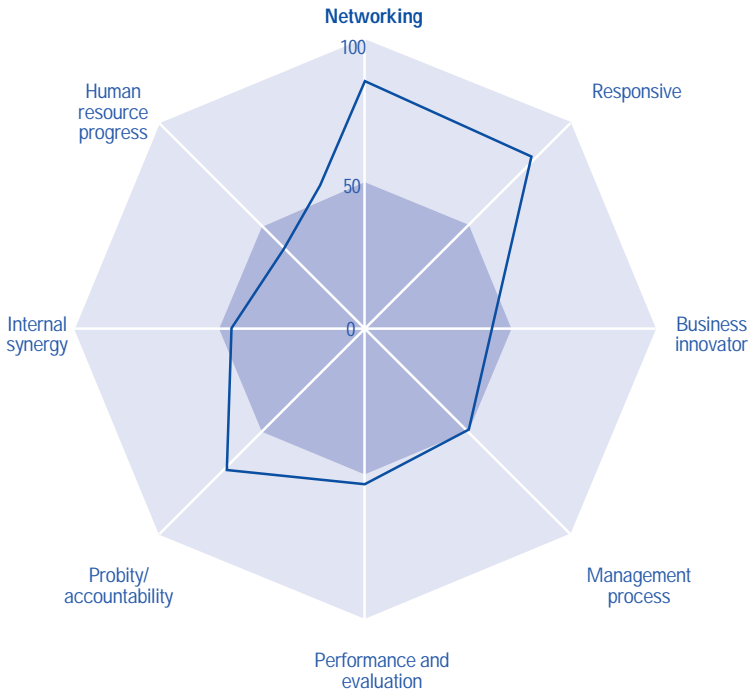 Networking
100
Human
resource
progress
Responsive
50
Internal
synergy
0
Business
innovator
Probity/
accountability
Management
process
Performance and
evaluation